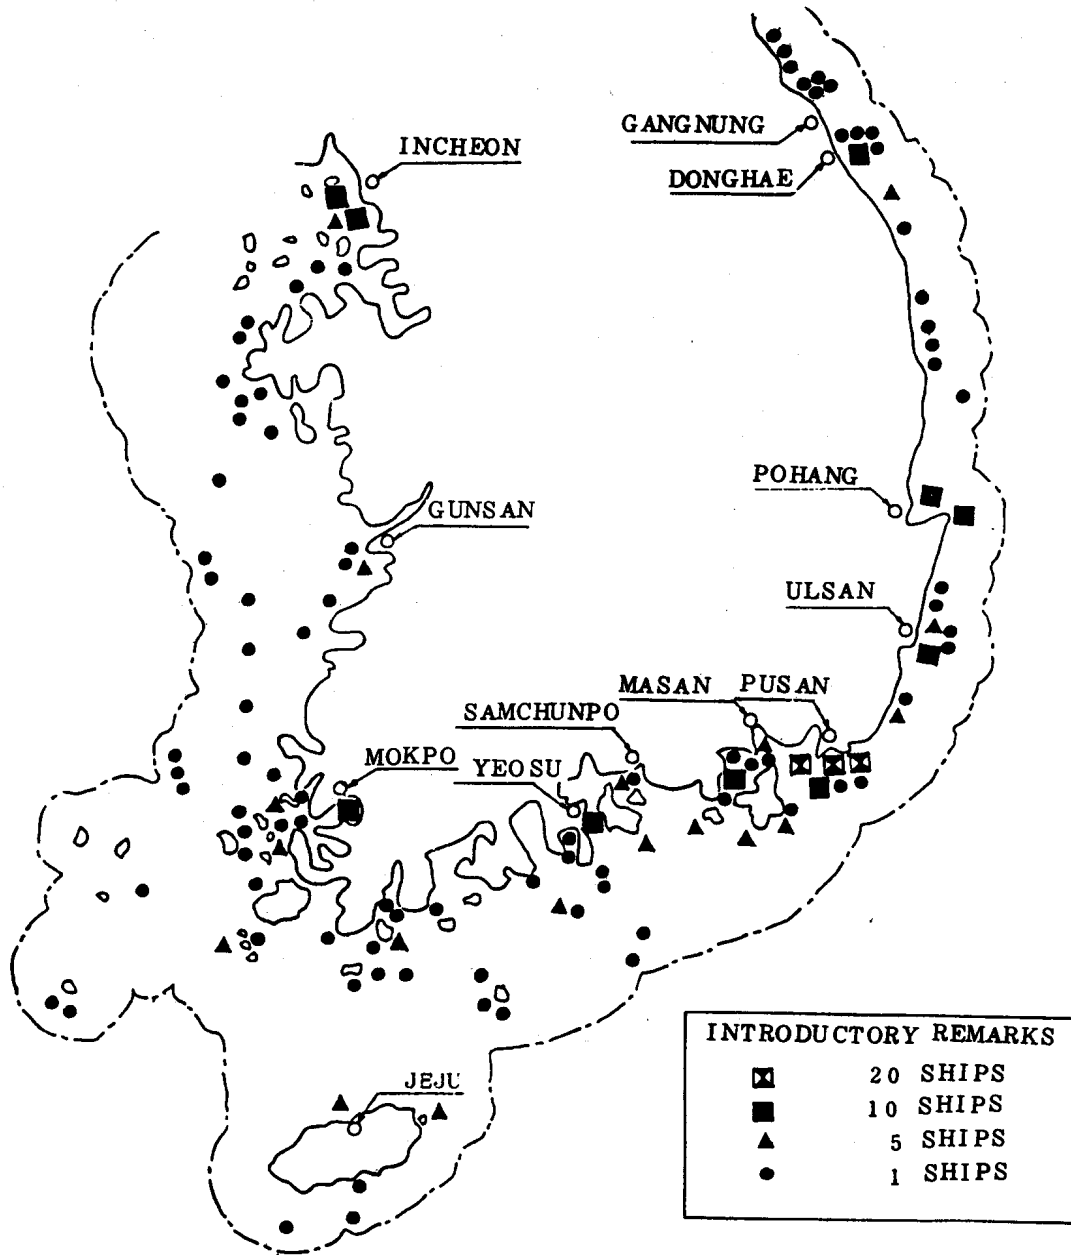 GANGNUNG
INCHEON
DONGHAE
POHANG
GUNSAN
ULSAN
MASAN
PUSAN
SAMCHUNPO
MOKPO
YEOSU
JEJU
INTRODUCTORY REMARKS
20 SHIPS
10 SHIPS
5 SHIPS
1 SHIPS